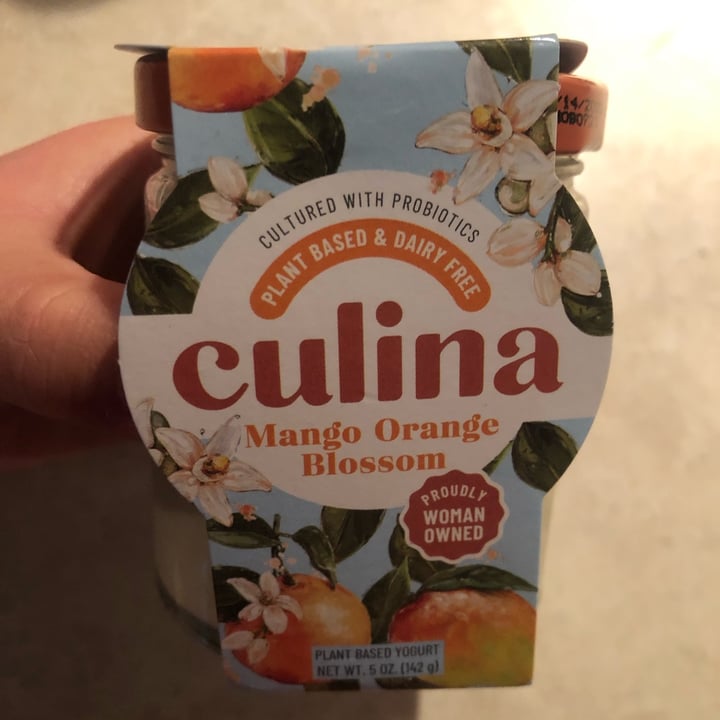 CULTURED WITH PROBIOTICS
PLANT BASED & DAIRY FREE
culina
Mango Orange
Blossom
PROUDLY
WOMAN
OWNED
PLANT BASED YOGURT
NET WT. 5 OZ. (142 g)